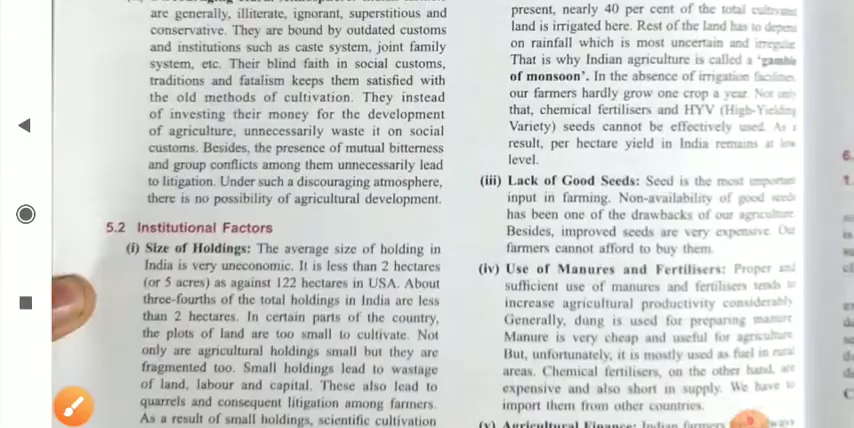 are generally, illiterate, ignorant, superstitious and
conservative. They are bound by outdated customs
and institutions such as caste system, joint family
system, etc. Their blind faith in social customs,
traditions and fatalism keeps them satisfied with
the old methods of cultivation. They instead
of investing their money for the development
of agriculture, unnecessarily waste it on social
customs. Besides, the presence of mutual bitterness
and group conflicts among them unnecessarily lead
to litigation. Under such a discouraging atmosphere,
there is no possibility of agricultural development.
5.2 Institutional Factors
(i) Size of Holdings: The average size of holding in
India is very uneconomic. It is less than 2 hectares
(or 5 acres) as against 122 hectares in USA. About
three-fourths of the total holdings in India are less
than 2 hectares. In certain parts of the country,
the plots of land are too small to cultivate. Not
only are agricultural holdings small but they are
fragmented too. Small holdings lead to wastage
of land, labour and capital. These also lead to
quarrels and consequent litigation among farmers.
As a result of small holdings, scientific cultivation
present, nearly 40 per cent of the total cultivated
land is irrigated here. Rest of the land has to depend
on rainfall which is most uncertain and irregular.
That is why Indian agriculture is called a 'gamble
of monsoon'. In the absence of irrigation facilities,
our farmers hardly grow one crop a year. Not only
that, chemical fertilisers and HYV (High-Yielding
Variety) seeds cannot be effectively used. As a
result, per hectare yield in India remains at low
level.
(iii) Lack of Good Seeds: Seed is the most important
input in farming. Non-availability of good seeds
has been one of the drawbacks of our agriculture.
Besides, improved seeds are very expensive. Our
farmers cannot afford to buy them.
(iv) Use of Manures and Fertilisers: Proper and
sufficient use of manures and fertilisers tends to
increase agricultural productivity considerably.
Generally, dung is used for preparing manure.
Manure is very cheap and useful for agriculture.
But, unfortunately, it is mostly used as fuel in rural
areas. Chemical fertilisers, on the other hand, are
expensive and also short in supply. We have to
import them from other countries.
(v) Agricultural Finance: Indian farmers
6.
1.